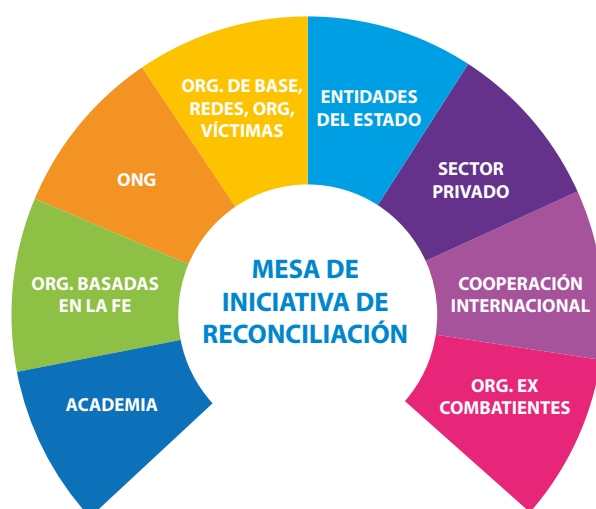 ORG. DE BASE,
REDES, ORG,
VÍCTIMAS
ENTIDADES
DEL ESTADO
ONG
SECTOR
PRIVADO
ORG. BASADAS
EN LA FE
MESA DE
INICIATIVA DE
RECONCILIACIÓN
COOPERACIÓN
INTERNACIONAL
ACADEMIA
ORG. EX
COMBATIENTES